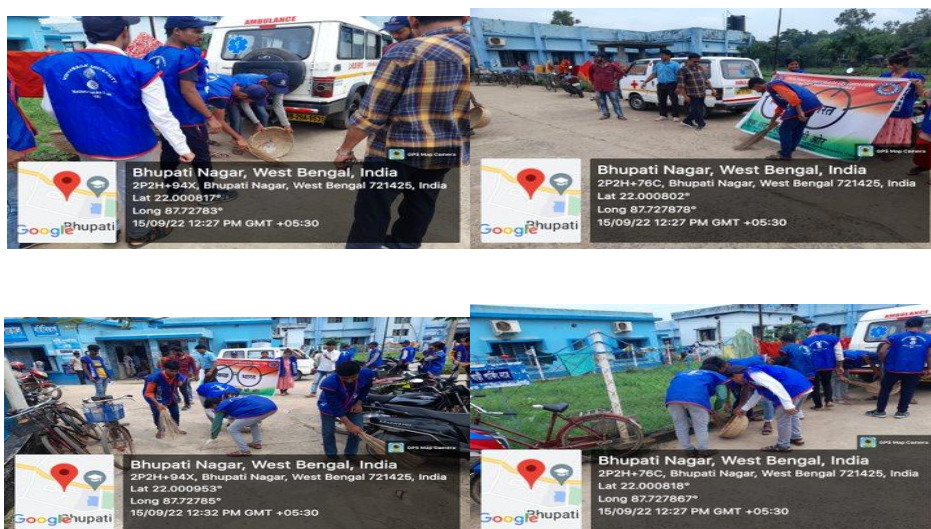 AMBULANCE
GPS Map Camera
Bhupati Nagar, West Bengal, India
2P2H+94X, Bhupati Nagar, West Bengal 721425, India
Lat 22.000817°
Long 87.72783°
15/09/22 12:27 PM GMT +05:30
Google
Bhupati
GPS Map Camera
Bhupati Nagar, West Bengal, India
2P2H+76C, Bhupati Nagar, West Bengal 721425, India
Lat 22.000802°
Long 87.727878°
15/09/22 12:27 PM GMT +05:30
Google
Bhupati
GPS Map Camera
Bhupati Nagar, West Bengal, India
2P2H+94X, Bhupati Nagar, West Bengal 721425, India
Lat 22.000953°
Long 87.72785°
15/09/22 12:32 PM GMT +05:30
Google
Bhupati
AMBULANCE
GPS Map Camera
Bhupati Nagar, West Bengal, India
2P2H+76C, Bhupati Nagar, West Bengal 721425, India
Lat 22.000818°
Long 87.727867°
15/09/22 12:27 PM GMT +05:30
Google
Bhupati